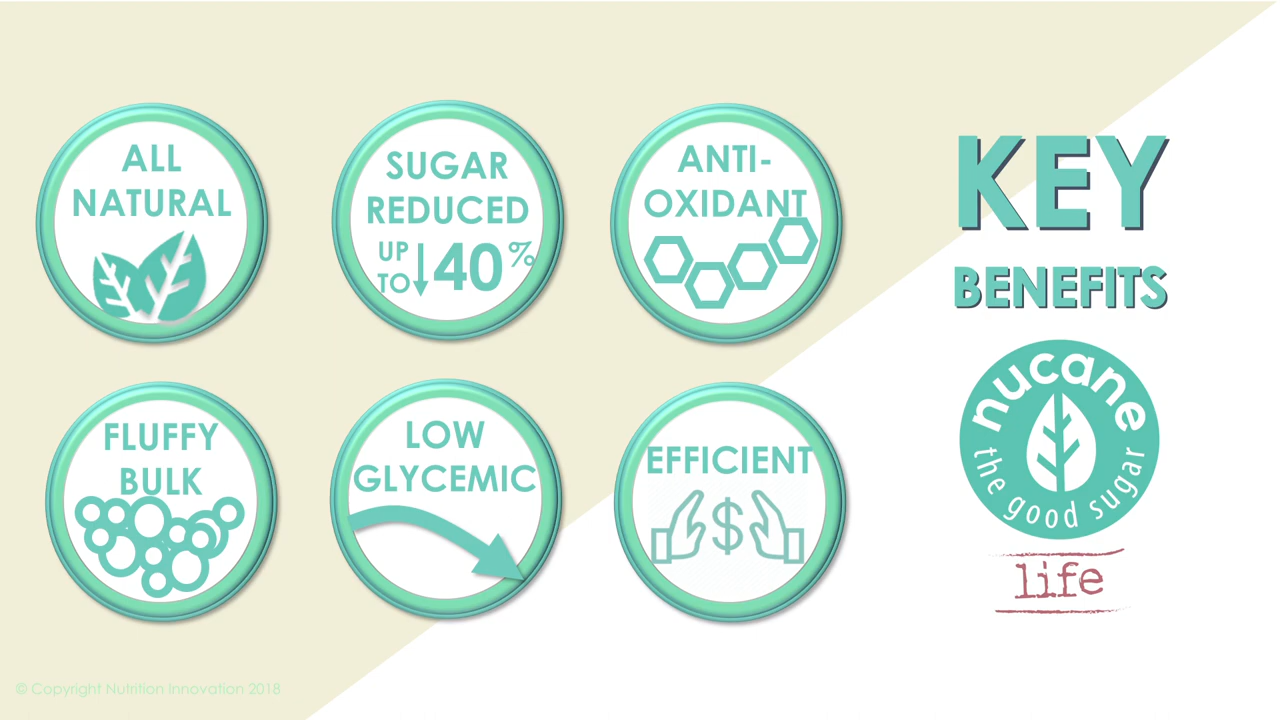 ALL
NATURAL
SUGAR
REDUCED
UP
TO
40%
ANTI-
OXIDANT
FLUFFY
BULK
LOW
GLYCEMIC
EFFICIENT
$
KEY
BENEFITS
nucane
the good sugar
life
© Copyright Nutrition Innovation 2018